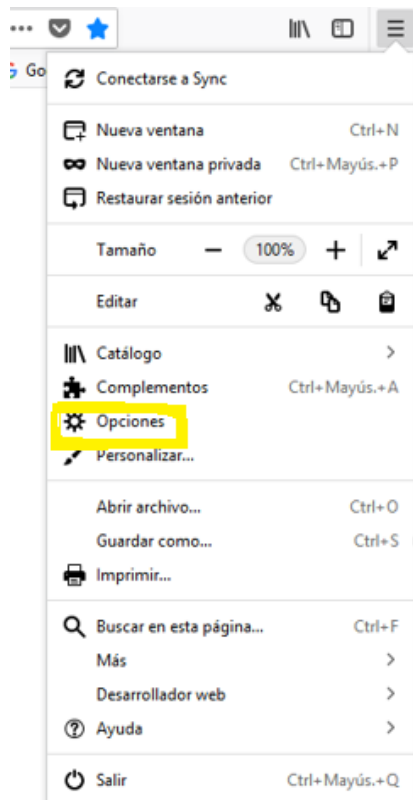 Go
Conectarse a Sync
Nueva ventana Ctrl+N
Nueva ventana privada Ctrl+Mayús.+P
Restaurar sesión anterior
Tamaño − 100% +
Editar
Catálogo >
Complementos Ctrl+Mayús.+A
Opciones
Personalizar...
Abrir archivo... Ctrl+O
Guardar como... Ctrl+S
Imprimir...
Buscar en esta página... Ctrl+F
Más >
Desarrollador web >
Ayuda >
Salir Ctrl+Mayús.+Q